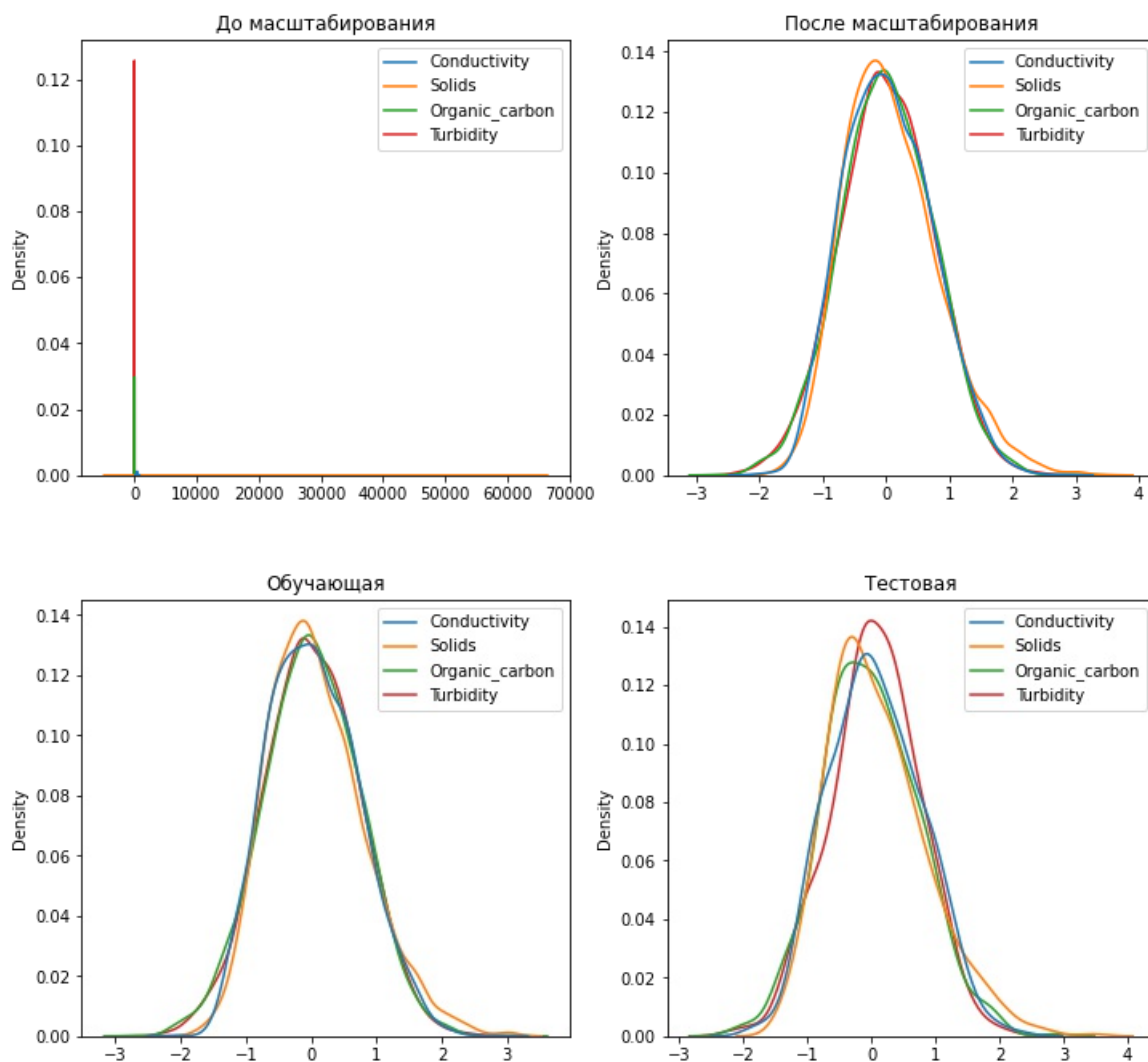 До масштабирования
Conductivity
Solids
Organic_carbon
Turbidity
Density
0.12
0.10
0.08
0.06
0.04
0.02
0.00
0 10000 20000 30000 40000 50000 60000 70000
После масштабирования
Conductivity
Solids
Organic_carbon
Turbidity
Density
0.14
0.12
0.10
0.08
0.06
0.04
0.02
0.00
−3 −2 −1 0 1 2 3 4
Обучающая
Conductivity
Solids
Organic_carbon
Turbidity
Density
0.14
0.12
0.10
0.08
0.06
0.04
0.02
0.00
−3 −2 −1 0 1 2 3
Тестовая
Conductivity
Solids
Organic_carbon
Turbidity
Density
0.14
0.12
0.10
0.08
0.06
0.04
0.02
0.00
−3 −2 −1 0 1 2 3 4